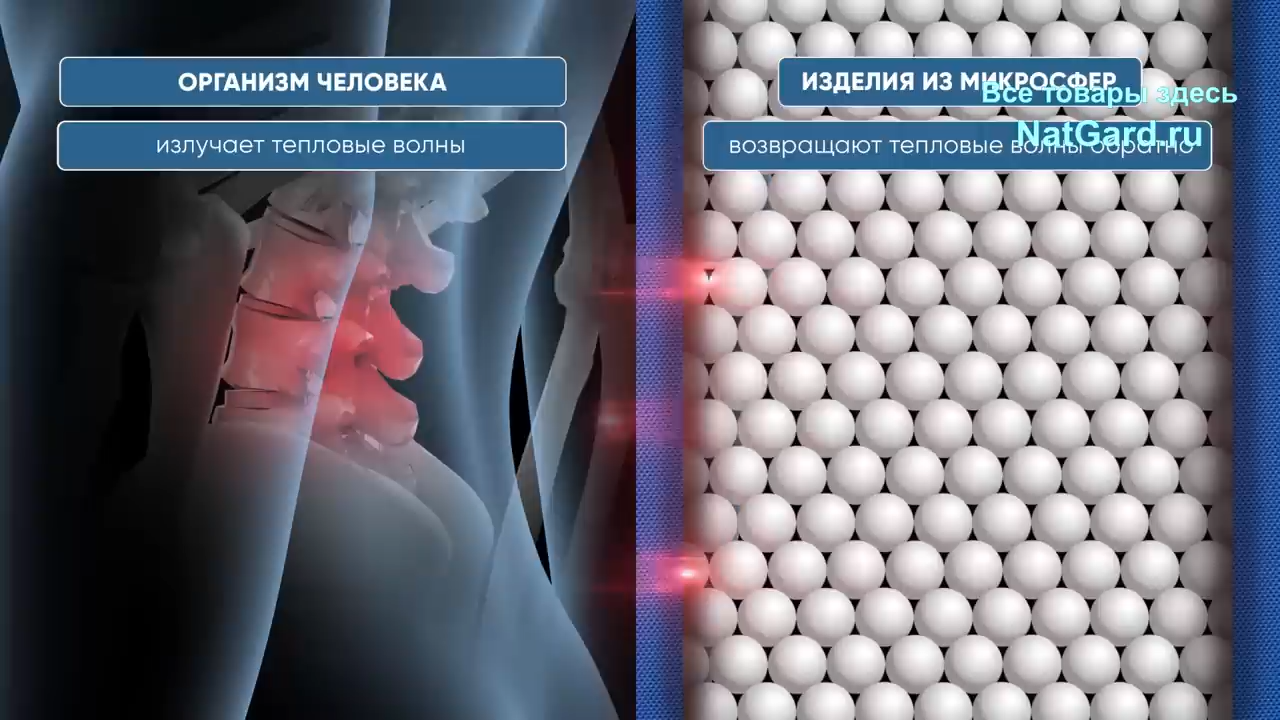 ОРГАНИЗМ ЧЕЛОВЕКА
излучает тепловые волны
ИЗДЕЛИЯ ИЗ МИКРОСФЕР
возвращают тепловые волны обратно
Все товары здесь
NatGard.ru